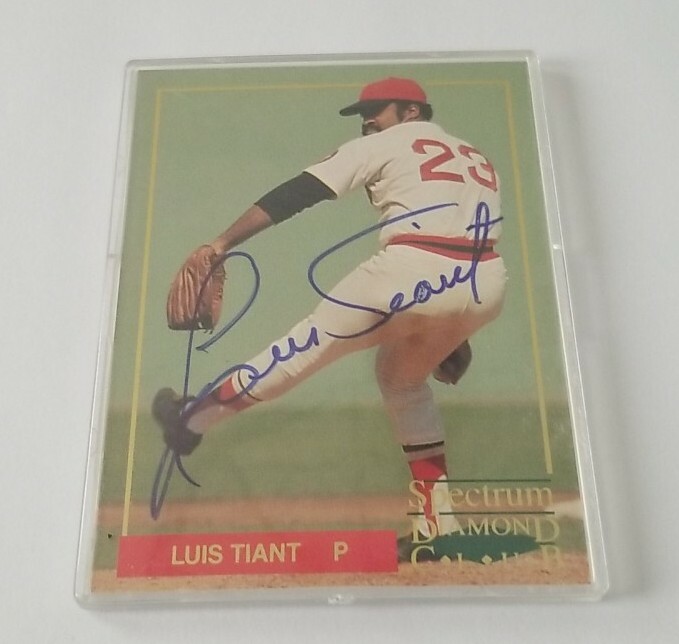 23
Luis Tiant
Spectrum
DIAMOND
C•L•U•B
LUIS TIANT P